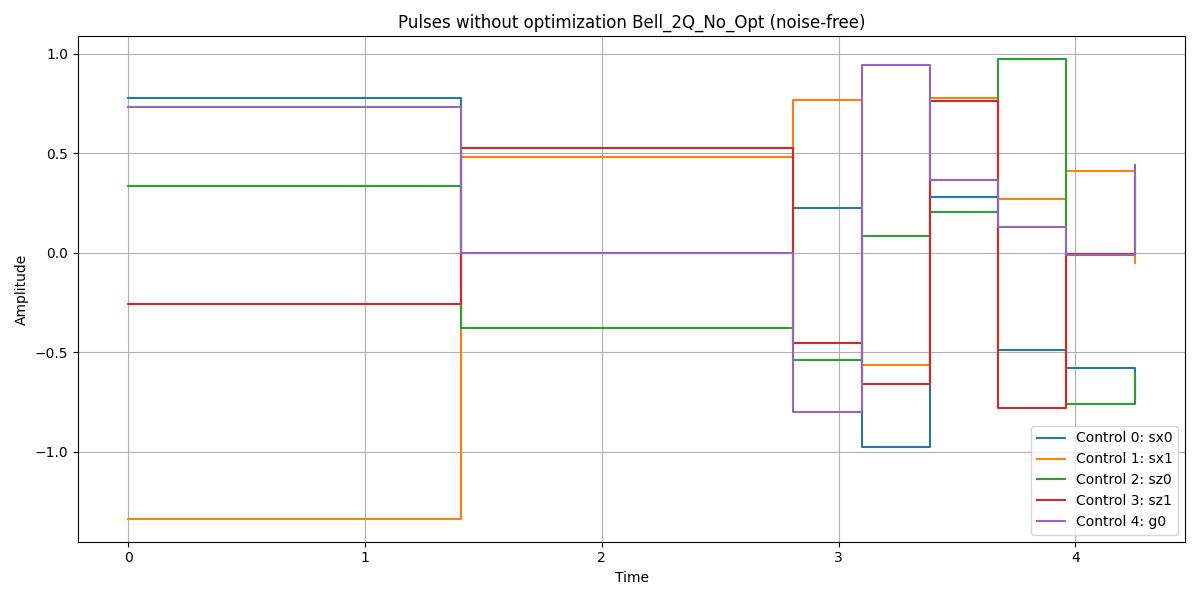 Pulses without optimization Bell_2Q_No_Opt (noise-free)
1.0
0.5
0.0
−0.5
−1.0
Amplitude
0
1
2
3
4
Time
Control 0: sx0
Control 1: sx1
Control 2: sz0
Control 3: sz1
Control 4: g0